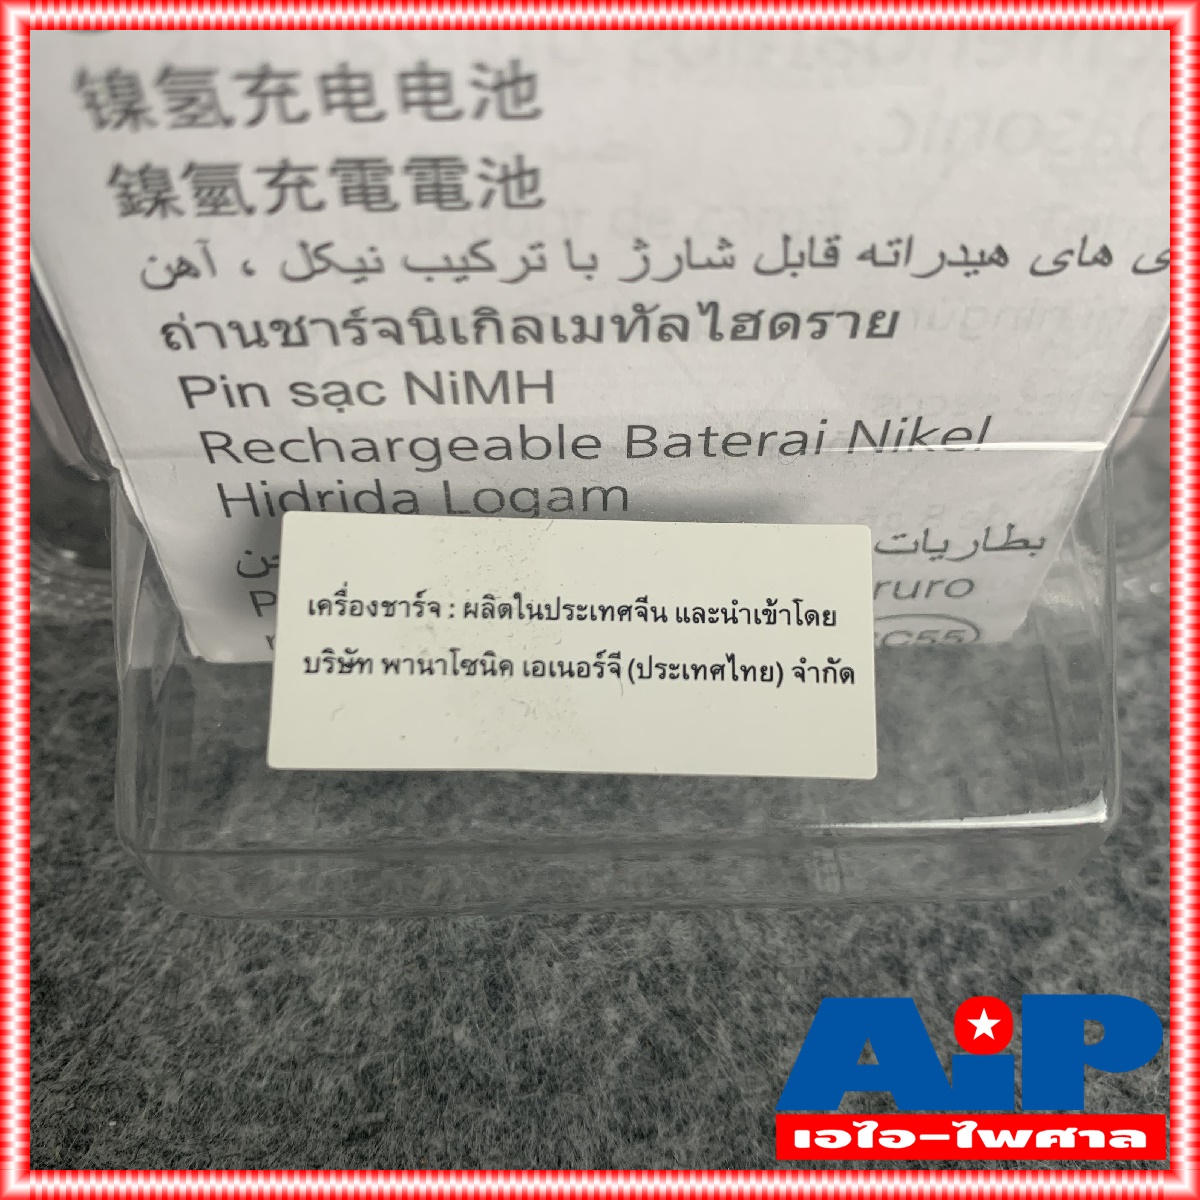 镍氢充电电池
鎳氫充電電池
های هیدراته قابل شارژ با ترکیب نیکل ، آهن
ถ่านชาร์จนิเกิลเมทัลไฮดราย
Pin sạc NiMH
Rechargeable Baterai Nikel
Hidrida Logam
بطاريات
ruro
เครื่องชาร์จ : ผลิตในประเทศจีน และนำเข้าโดย
บริษัท พานาโซนิค เอเนอร์จี (ประเทศไทย) จำกัด
AiP
เอไอ-ไพศาล